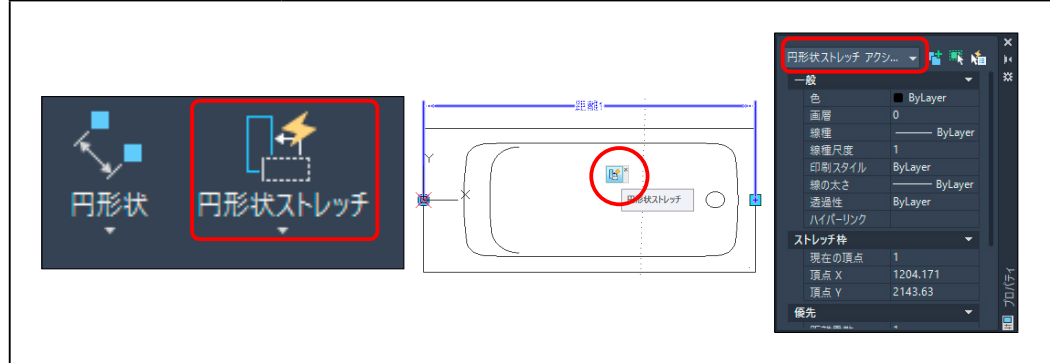 円形状
円形状ストレッチ
距離1
Y
X
円形状ストレッチ
円形状ストレッチ アクシ...
一般
色 ByLayer
画層 0
線種 ByLayer
線種尺度 1
印刷スタイル ByLayer
線の太さ ByLayer
透過性 ByLayer
ハイパーリンク
ストレッチ枠
現在の頂点 1
頂点 X 1204.171
頂点 Y 2143.63
優先
プロパティ